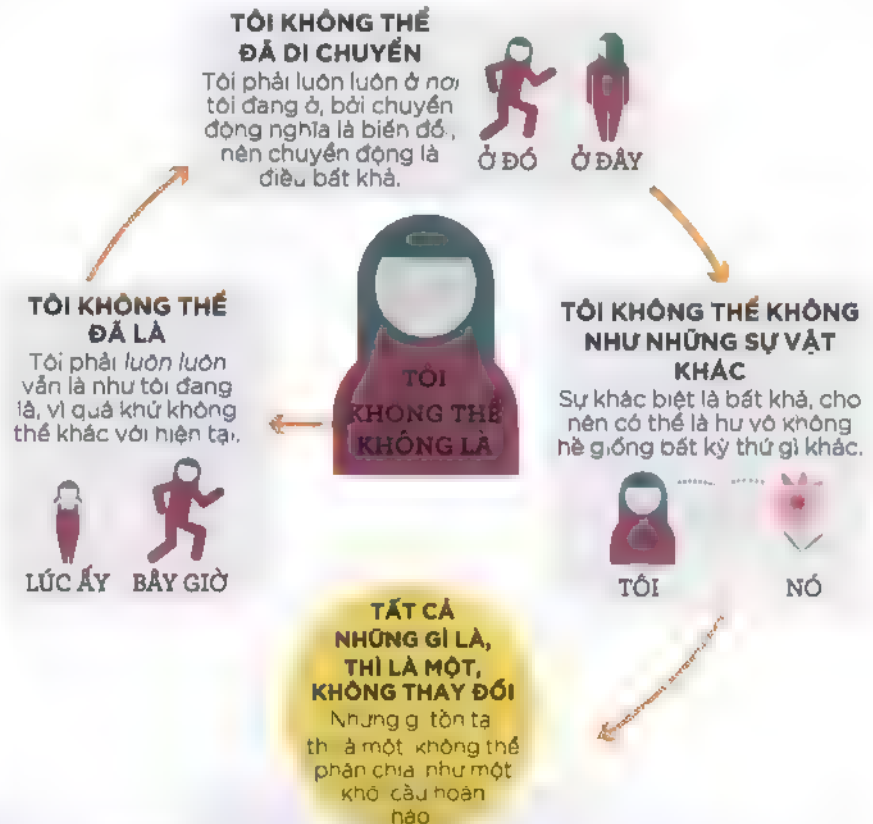 TÔI KHÔNG THỂ
ĐÃ DI CHUYỂN
Tôi phải luôn luôn ở nơi
tôi đang ở, bởi chuyển
động nghĩa là biến đổ,
nên chuyển động là
điều bất khả.
Ở ĐÓ Ở ĐÂY
TÔI KHÔNG THỂ
ĐÃ LÀ
Tôi phải luôn luôn
vẫn là như tôi đang
là, vì quá khứ không
thể khác với hiện tại.
LÚC ẤY BÂY GIỜ
TÔI
KHÔNG THỂ
KHÔNG LÀ
TÔI KHÔNG THỂ KHÔNG
NHƯ NHỮNG SỰ VẬT
KHÁC
Sự khác biệt là bất khả, cho
nên có thể là hư vô không
hề giống bất kỳ thứ gì khác.
TÔI NÓ
TẤT CẢ
NHỮNG GÌ LÀ,
THÌ LÀ MỘT,
KHÔNG THAY ĐỔI
Những g tồn tạ
th à một không thể
phân chia như một
khố cầu hoàn
hảo